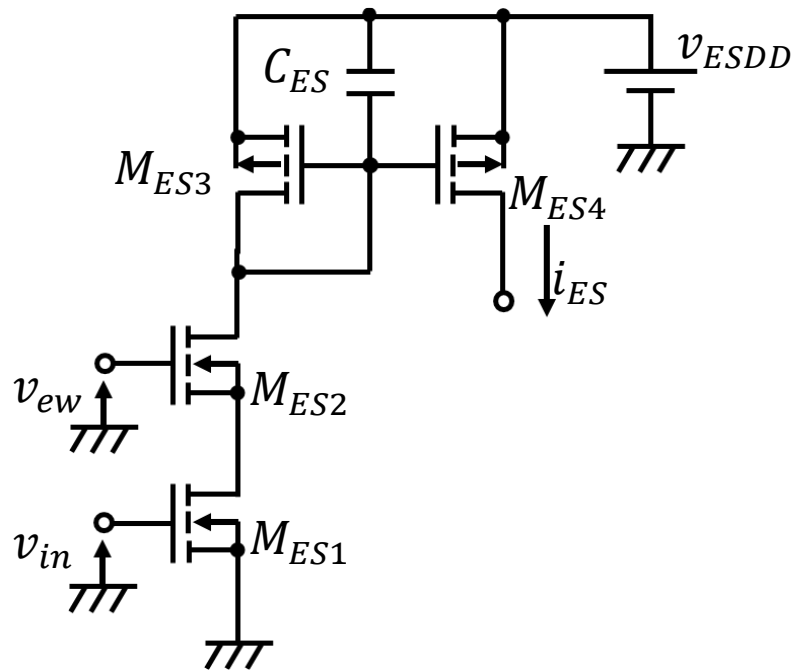 C_ES
v_ESDD
M_ES3
M_ES4
i_ES
v_ew
M_ES2
v_in
M_ES1